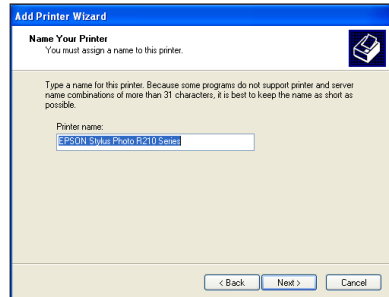 Add Printer Wizard
Name Your Printer
You must assign a name to this printer.
Type a name for this printer. Because some programs do not support printer and server
name combinations of more than 31 characters, it is best to keep the name as short as
possible.
Printer name:
EPSON Stylus Photo R210 Series
< Back
Next >
Cancel